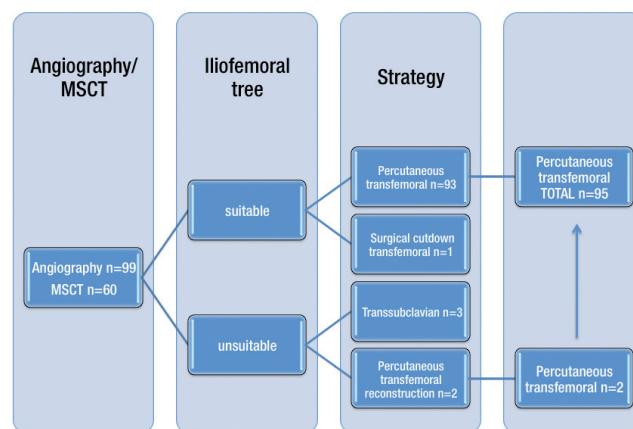 Angiography/
MSCT
Iliofemoral
tree
Strategy
Angiography n=99
MSCT n=60
suitable
unsuitable
Percutaneous
transfemoral n=93
Surgical cutdown
transfemoral n=1
Transsubclavian n=3
Percutaneous
transfemoral
reconstruction n=2
Percutaneous
transfemoral
TOTAL n=95
Percutaneous
transfemoral n=2